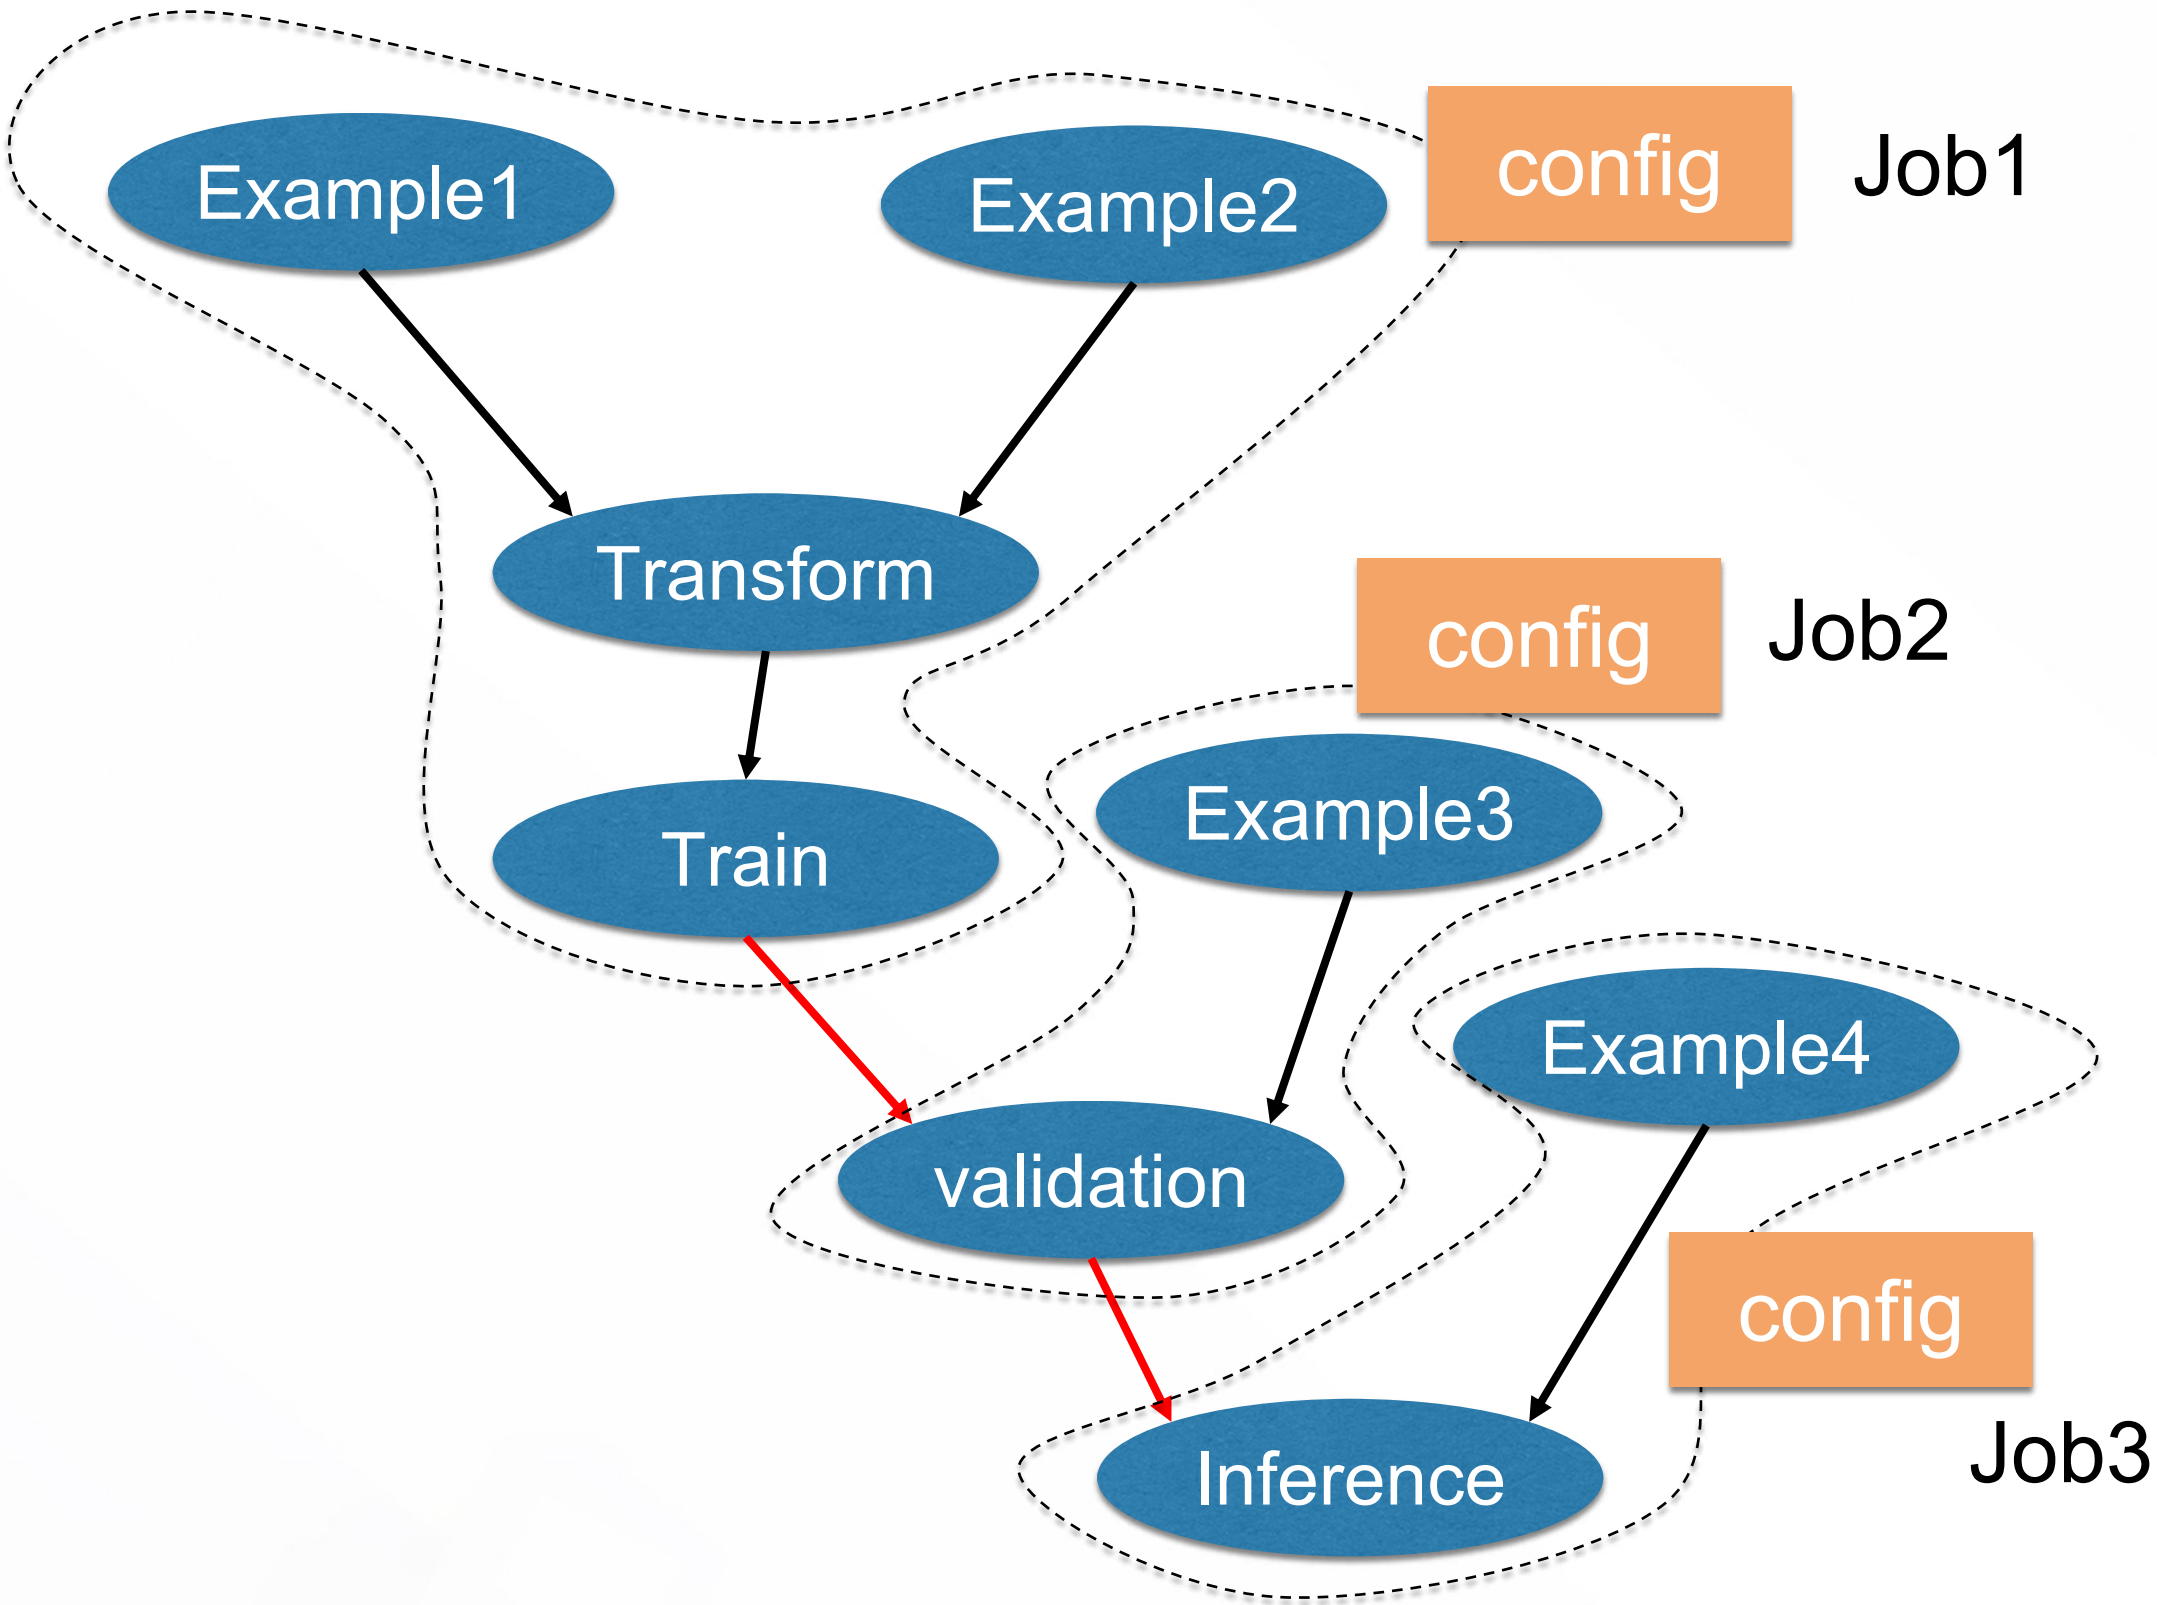 Example1
Example2
config
Job1
Transform
config
Job2
Train
Example3
Example4
validation
config
Inference
Job3